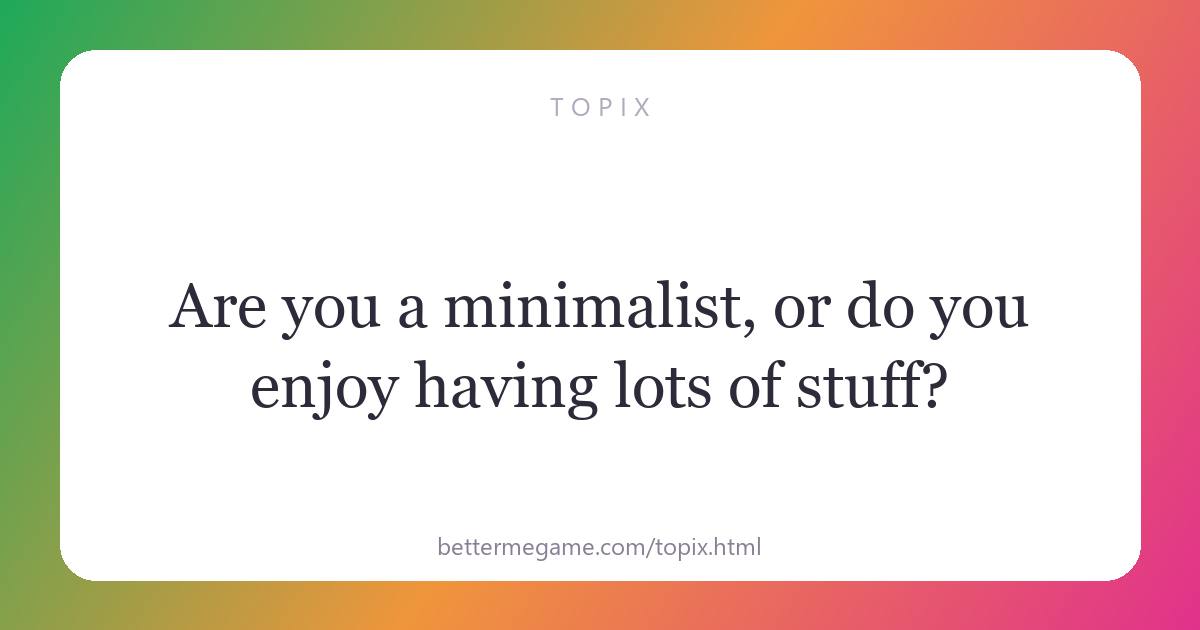 TOPIX
Are you a minimalist, or do you
enjoy having lots of stuff?
bettermegame.com/topix.html